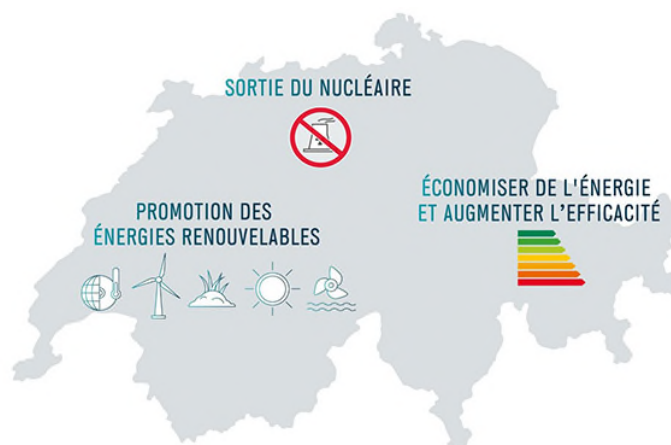 SORTIE DU NUCLÉAIRE
PROMOTION DES
ÉNERGIES RENOUVELABLES
ÉCONOMISER DE L'ÉNERGIE
ET AUGMENTER L'EFFICACITÉ